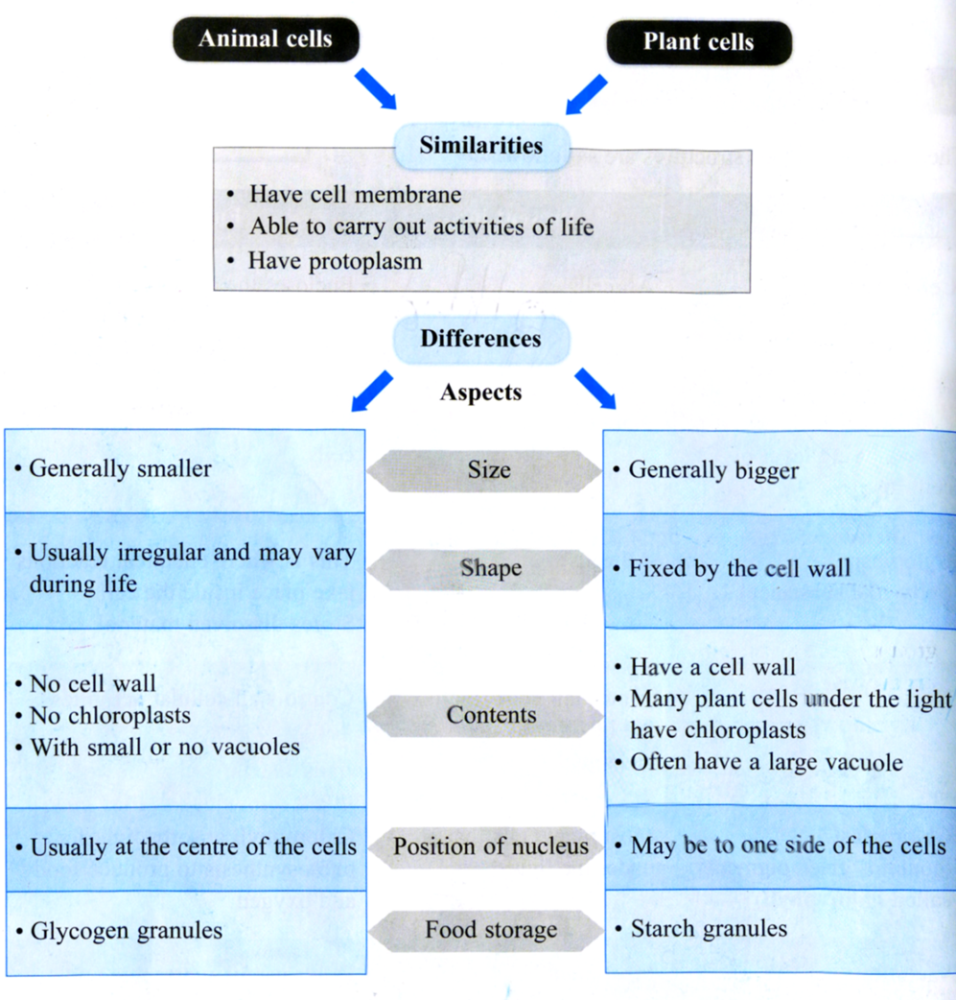 Animal cells
Plant cells
Similarities
• Have cell membrane
• Able to carry out activities of life
• Have protoplasm
Differences
Aspects
• Generally smaller
Size
• Generally bigger
• Usually irregular and may vary
during life
Shape
• Fixed by the cell wall
• No cell wall
• No chloroplasts
• With small or no vacuoles
Contents
• Have a cell wall
• Many plant cells under the light
have chloroplasts
• Often have a large vacuole
• Usually at the centre of the cells
Position of nucleus
• May be to one side of the cells
• Glycogen granules
Food storage
• Starch granules